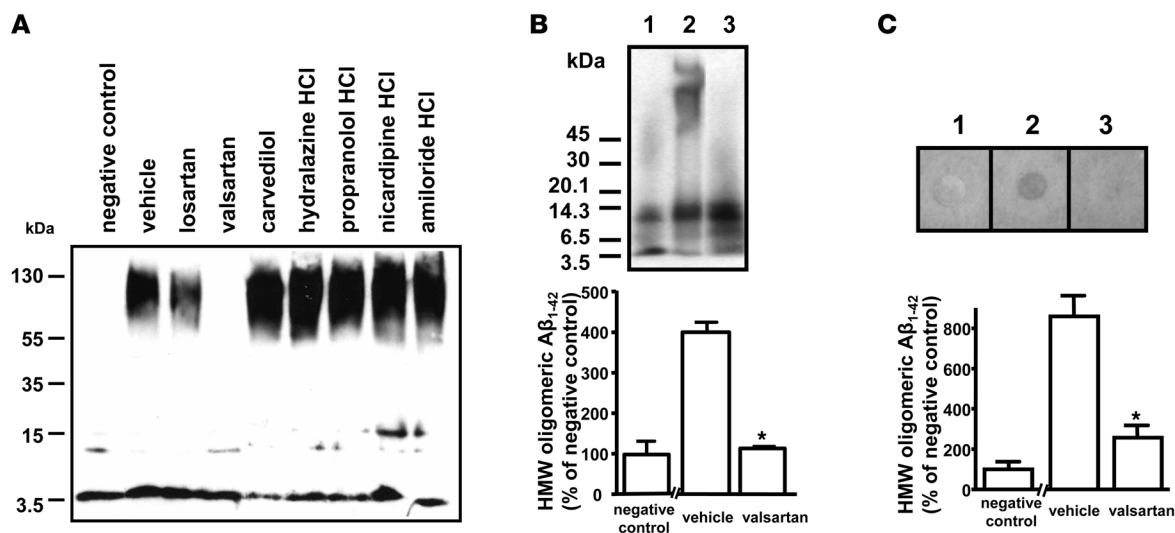 A
negative control
vehicle
losartan
valsartan
carvedilol
hydralazine HCl
propranolol HCl
nicardipine HCl
amiloride HCl
kDa
130
55
35
15
3.5
B
1 2 3
kDa
45
30
20.1
14.3
6.5
3.5
HMW oligomeric Aβ1-42
(% of negative control)
500
400
300
200
100
0
*
negative
control
vehicle
valsartan
C
1 2 3
HMW oligomeric Aβ1-42
(% of negative control)
800
600
400
200
0
*
negative
control
vehicle
valsartan